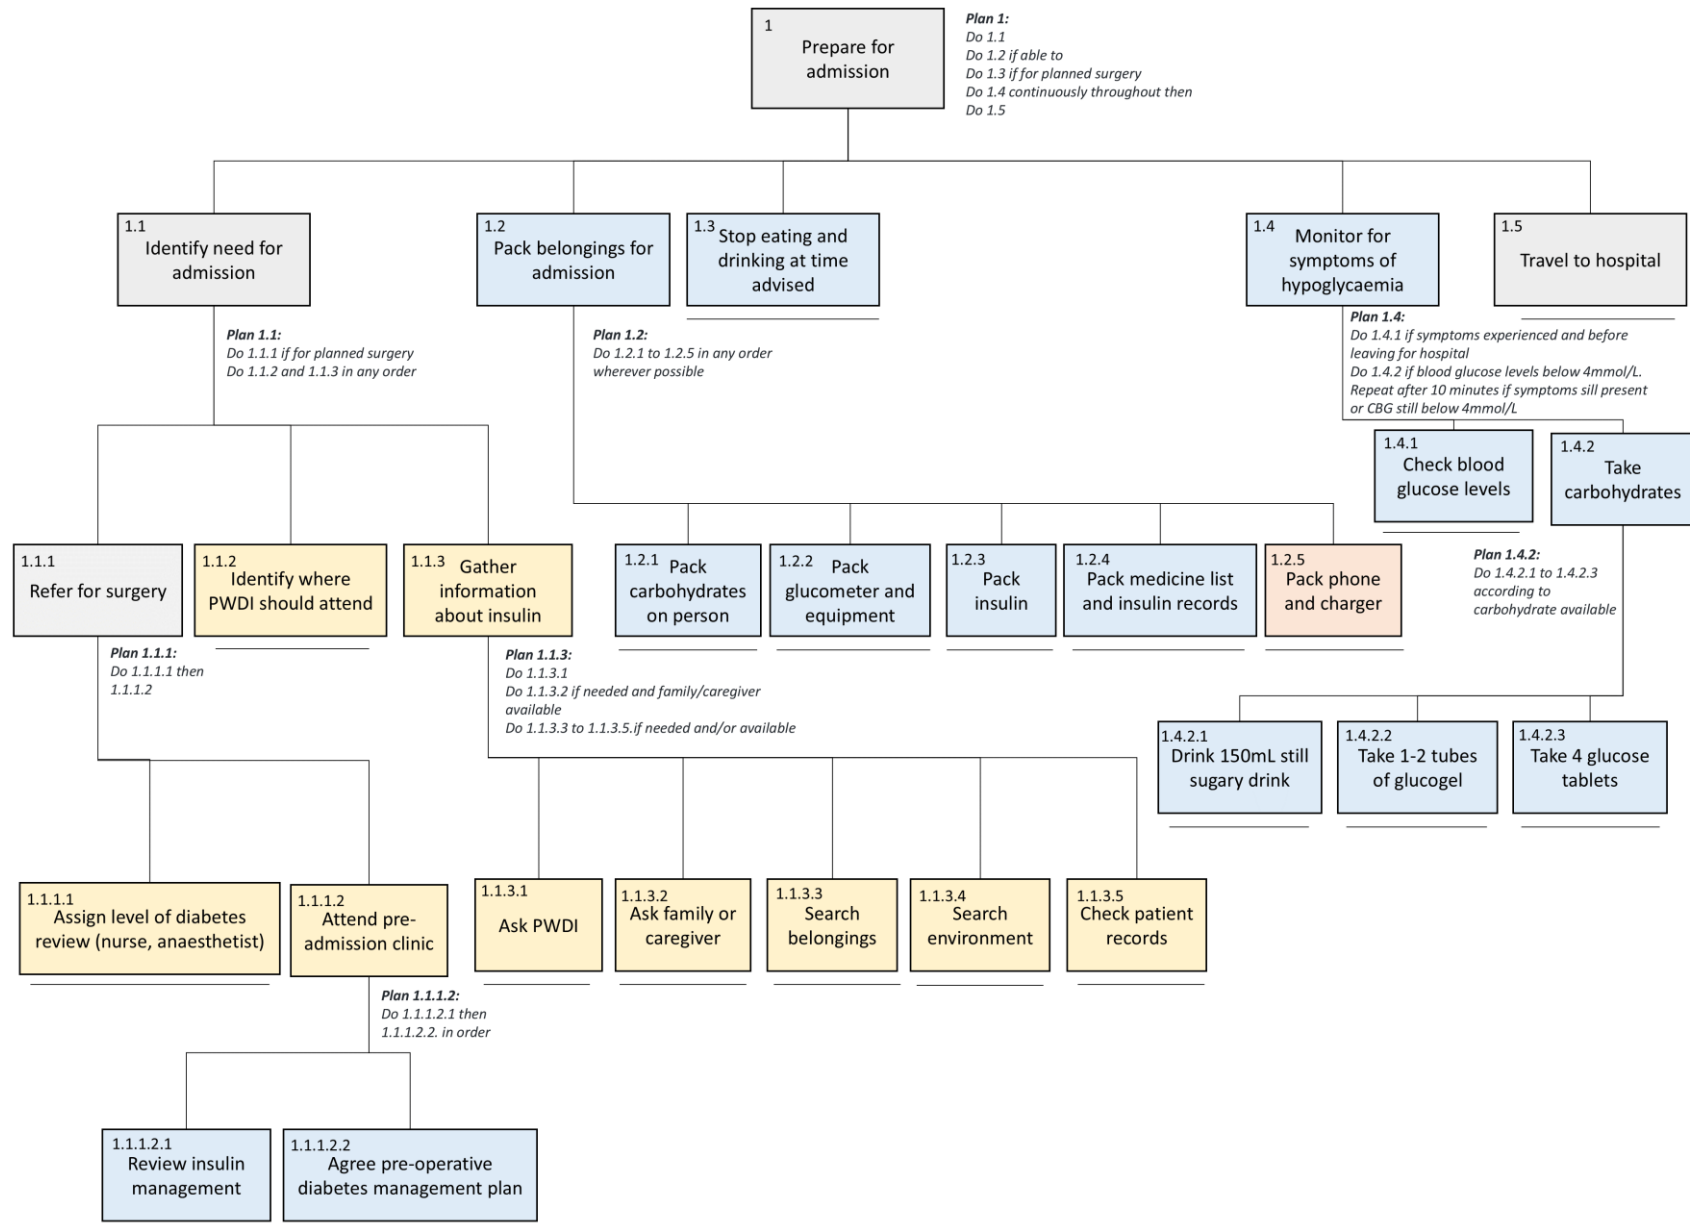 1
Prepare for
admission
Plan 1:
Do 1.1
Do 1.2 if able to
Do 1.3 if for planned surgery
Do 1.4 continuously throughout then
Do 1.5
1.1
Identify need for
admission
1.2
Pack belongings for
admission
1.3
Stop eating and
drinking at time
advised
1.4
Monitor for
symptoms of
hypoglycaemia
1.5
Travel to hospital
Plan 1.1:
Do 1.1.1 if for planned surgery
Do 1.1.2 and 1.1.3 in any order
Plan 1.2:
Do 1.2.1 to 1.2.5 in any order
wherever possible
Plan 1.4:
Do 1.4.1 if symptoms experienced and before
leaving for hospital
Do 1.4.2 if blood glucose levels below 4mmol/L.
Repeat after 10 minutes if symptoms sill present
or CBG still below 4mmol/L
1.4.1
Check blood
glucose levels
1.4.2
Take
carbohydrates
1.1.1
Refer for surgery
1.1.2
Identify where
PWDI should attend
1.1.3
Gather
information
about insulin
1.2.1
Pack
carbohydrates
on person
1.2.2
Pack
glucometer and
equipment
1.2.3
Pack
insulin
1.2.4
Pack medicine list
and insulin records
1.2.5
Pack phone
and charger
Plan 1.4.2:
Do 1.4.2.1 to 1.4.2.3
according to
carbohydrate available
Plan 1.1.1:
Do 1.1.1.1 then
1.1.1.2
Plan 1.1.3:
Do 1.1.3.1
Do 1.1.3.2 if needed and family/caregiver
available
Do 1.1.3.3 to 1.1.3.5.if needed and/or available
1.4.2.1
Drink 150mL still
sugary drink
1.4.2.2
Take 1-2 tubes
of glucogel
1.4.2.3
Take 4 glucose
tablets
1.1.1.1
Assign level of diabetes
review (nurse, anaesthetist)
1.1.1.2
Attend pre-
admission clinic
1.1.3.1
Ask PWDI
1.1.3.2
Ask family or
caregiver
1.1.3.3
Search
belongings
1.1.3.4
Search
environment
1.1.3.5
Check patient
records
Plan 1.1.1.2:
Do 1.1.1.2.1 then
1.1.1.2.2. in order
1.1.1.2.1
Review insulin
management
1.1.1.2.2
Agree pre-operative
diabetes management plan